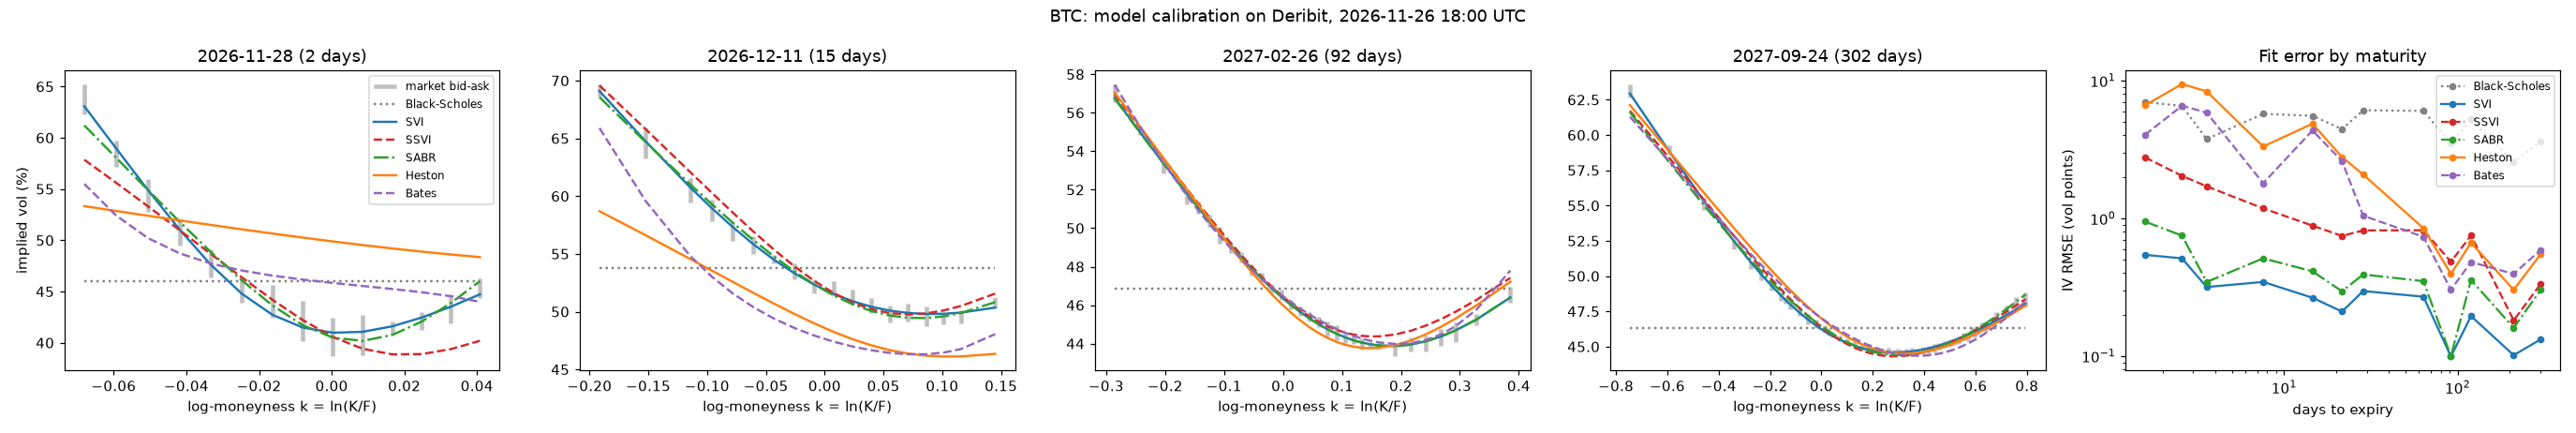 BTC: model calibration on Deribit, 2026-11-26 18:00 UTC
2026-11-28 (2 days)
implied vol (%)
65
60
55
50
45
40
market bid-ask
Black-Scholes
SVI
SSVI
SABR
Heston
Bates
−0.06 −0.04 −0.02 0.00 0.02 0.04
log-moneyness k = ln(K/F)
2026-12-11 (15 days)
70
65
60
55
50
45
−0.20 −0.15 −0.10 −0.05 0.00 0.05 0.10 0.15
log-moneyness k = ln(K/F)
2027-02-26 (92 days)
58
56
54
52
50
48
46
44
−0.3 −0.2 −0.1 0.0 0.1 0.2 0.3 0.4
log-moneyness k = ln(K/F)
2027-09-24 (302 days)
62.5
60.0
57.5
55.0
52.5
50.0
47.5
45.0
−0.8 −0.6 −0.4 −0.2 0.0 0.2 0.4 0.6 0.8
log-moneyness k = ln(K/F)
Fit error by maturity
IV RMSE (vol points)
10¹
10⁰
10⁻¹
Black-Scholes
SVI
SSVI
SABR
Heston
Bates
10¹ 10²
days to expiry